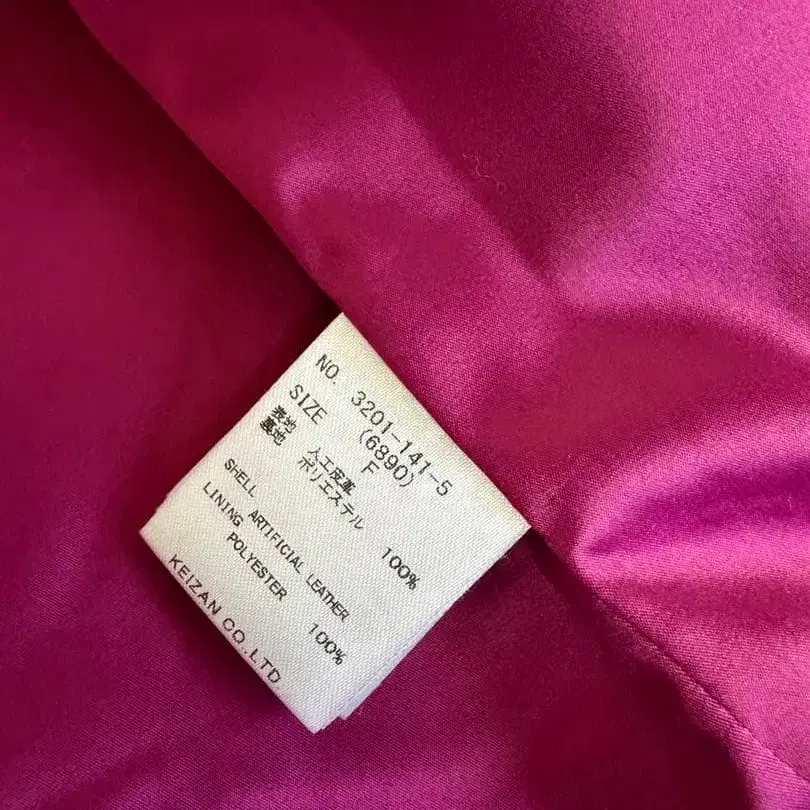 NO. 3201-141-5
(6890)
SIZE F
表地 人工皮革
裏地 ポリエステル 100%
SHELL
ARTIFICIAL LEATHER
LINING
POLYESTER 100%
KEIZAN CO.,LTD